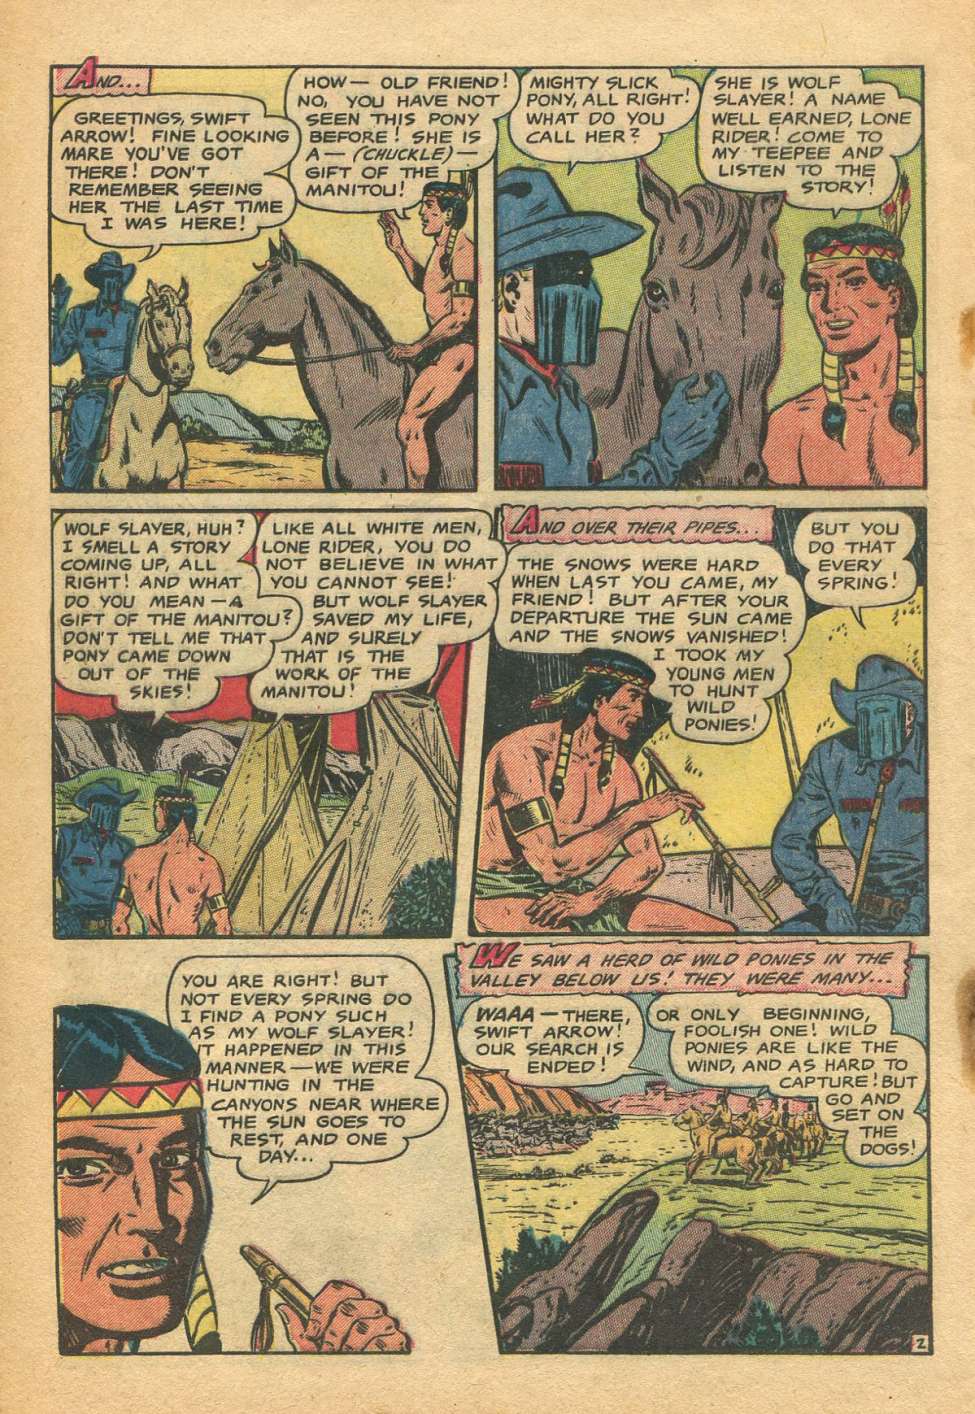 AND...
GREETINGS, SWIFT
ARROW! FINE LOOKING
MARE YOU'VE GOT
THERE! DON'T
REMEMBER SEEING
HER THE LAST TIME
I WAS HERE!
HOW— OLD FRIEND!
NO, YOU HAVE NOT
SEEN THIS PONY
BEFORE! SHE IS
A— (CHUCKLE)—
GIFT OF THE
MANITOU!
MIGHTY SLICK
PONY, ALL RIGHT!
WHAT DO YOU
CALL HER?
SHE IS WOLF
SLAYER! A NAME
WELL EARNED, LONE
RIDER! COME TO
MY TEEPEE AND
LISTEN TO THE
STORY!
WOLF SLAYER, HUH?
I SMELL A STORY
COMING UP, ALL
RIGHT! AND WHAT
DO YOU MEAN—A
GIFT OF THE MANITOU?
DON'T TELL ME THAT
PONY CAME DOWN
OUT OF THE
SKIES!
LIKE ALL WHITE MEN,
LONE RIDER, YOU DO
NOT BELIEVE IN WHAT
YOU CANNOT SEE!
BUT WOLF SLAYER
SAVED MY LIFE,
AND SURELY
THAT IS THE
WORK OF THE
MANITOU!
AND OVER THEIR PIPES...
THE SNOWS WERE HARD
WHEN LAST YOU CAME, MY
FRIEND! BUT AFTER YOUR
DEPARTURE THE SUN CAME
AND THE SNOWS VANISHED!
I TOOK MY
YOUNG MEN
TO HUNT
WILD
PONIES!
BUT YOU
DO THAT
EVERY
SPRING!
YOU ARE RIGHT! BUT
NOT EVERY SPRING DO
I FIND A PONY SUCH
AS MY WOLF SLAYER!
IT HAPPENED IN THIS
MANNER—WE WERE
HUNTING IN THE
CANYONS NEAR WHERE
THE SUN GOES TO
REST, AND ONE
DAY...
WE SAW A HERD OF WILD PONIES IN THE
VALLEY BELOW US! THEY WERE MANY...
WAAA—THERE,
SWIFT ARROW!
OUR SEARCH IS
ENDED!
OR ONLY BEGINNING,
FOOLISH ONE! WILD
PONIES ARE LIKE THE
WIND, AND AS HARD TO
CAPTURE! BUT
GO AND
SET ON
THE
DOGS!
2